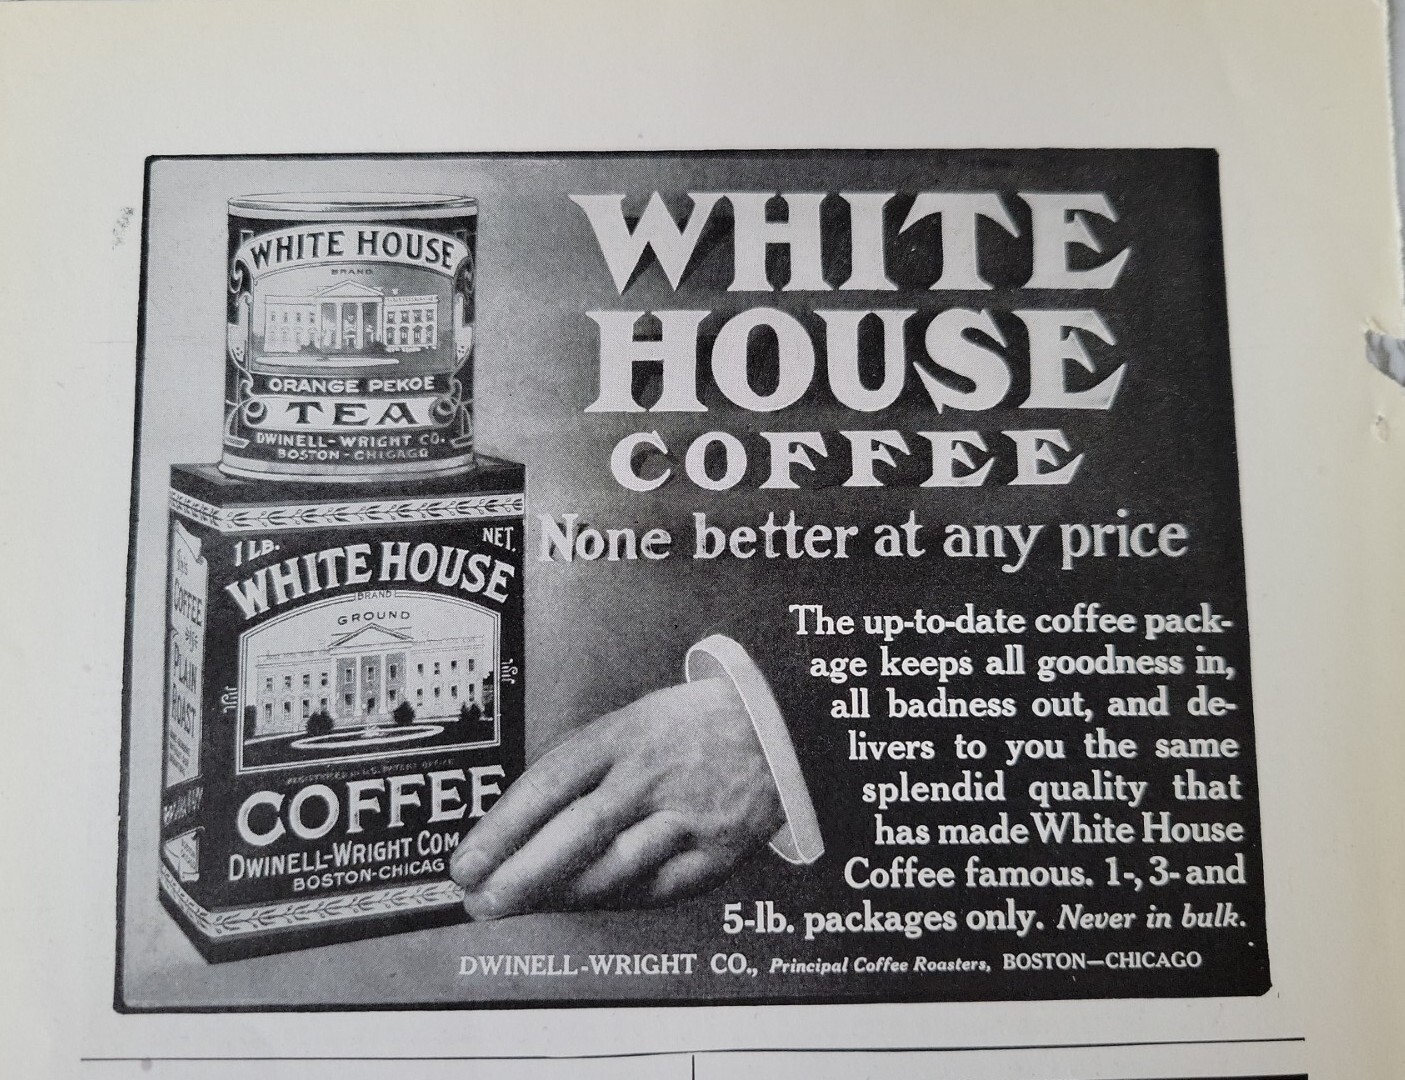 WHITE HOUSE
BRAND
ORANGE PEKOE
TEA
DWINELL-WRIGHT CO.
BOSTON-CHICAGO
1 LB.
NET.
WHITE HOUSE
BRAND
GROUND
COFFEE
DWINELL-WRIGHT COM
BOSTON-CHICAG
COFFEE
PLAIN
ROAST
WHITE
HOUSE
COFFEE
None better at any price
The up-to-date coffee pack-
age keeps all goodness in,
all badness out, and de-
livers to you the same
splendid quality that
has made White House
Coffee famous. 1-, 3- and
5-lb. packages only. Never in bulk.
DWINELL-WRIGHT CO., Principal Coffee Roasters, BOSTON—CHICAGO